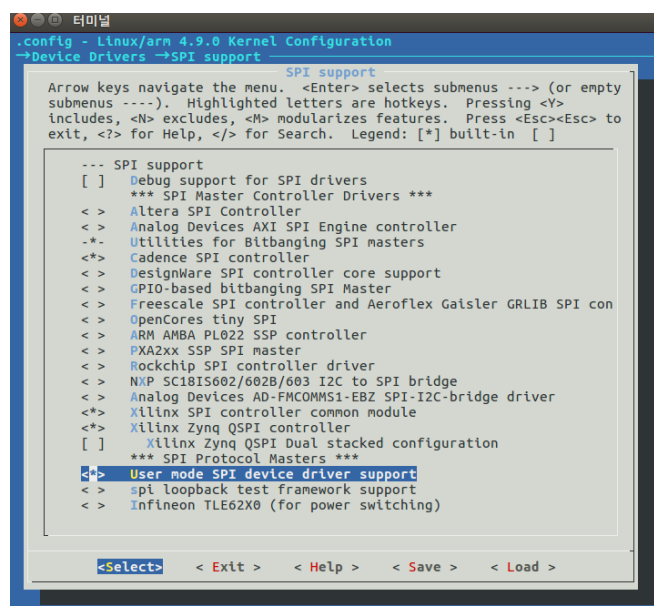 터미널
.config - Linux/arm 4.9.0 Kernel Configuration
→Device Drivers →SPI support
SPI support
Arrow keys navigate the menu.  <Enter> selects submenus ---> (or empty
submenus ----).  Highlighted letters are hotkeys.  Pressing <Y>
includes, <N> excludes, <M> modularizes features.  Press <Esc><Esc> to
exit, <?> for Help, </> for Search.  Legend: [*] built-in  [ ]
--- SPI support
[ ]   Debug support for SPI drivers
*** SPI Master Controller Drivers ***
< >   Altera SPI Controller
< >   Analog Devices AXI SPI Engine controller
-*-   Utilities for Bitbanging SPI masters
<*>   Cadence SPI controller
< >   DesignWare SPI controller core support
< >   GPIO-based bitbanging SPI Master
< >   Freescale SPI controller and Aeroflex Gaisler GRLIB SPI con
< >   OpenCores tiny SPI
< >   ARM AMBA PL022 SSP controller
< >   PXA2xx SSP SPI master
< >   Rockchip SPI controller driver
< >   NXP SC18IS602/602B/603 I2C to SPI bridge
< >   Analog Devices AD-FMCOMMS1-EBZ SPI-I2C-bridge driver
<*>   Xilinx SPI controller common module
<*>   Xilinx Zynq QSPI controller
[ ]     Xilinx Zynq QSPI Dual stacked configuration
*** SPI Protocol Masters ***
<*>   User mode SPI device driver support
< >   spi loopback test framework support
< >   Infineon TLE62X0 (for power switching)
<Select>    < Exit >    < Help >    < Save >    < Load >